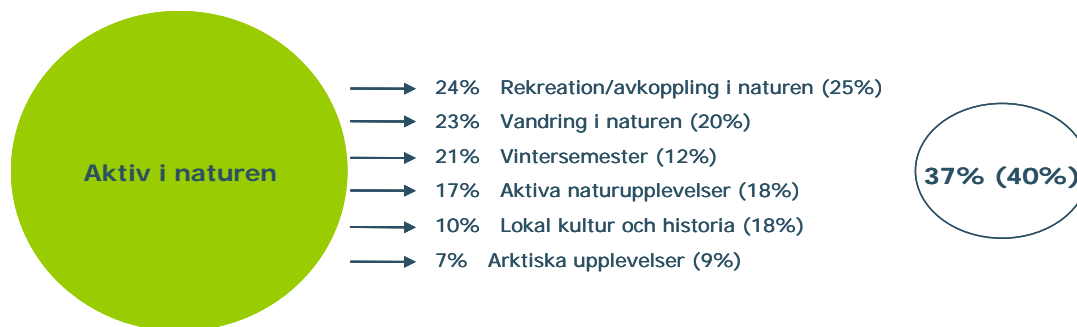 Aktiv i naturen
24% Rekreation/avkoppling i naturen (25%)
23% Vandring i naturen (20%)
21% Vintersemester (12%)
17% Aktiva naturupplevelser (18%)
10% Lokal kultur och historia (18%)
7% Arktiska upplevelser (9%)
37% (40%)